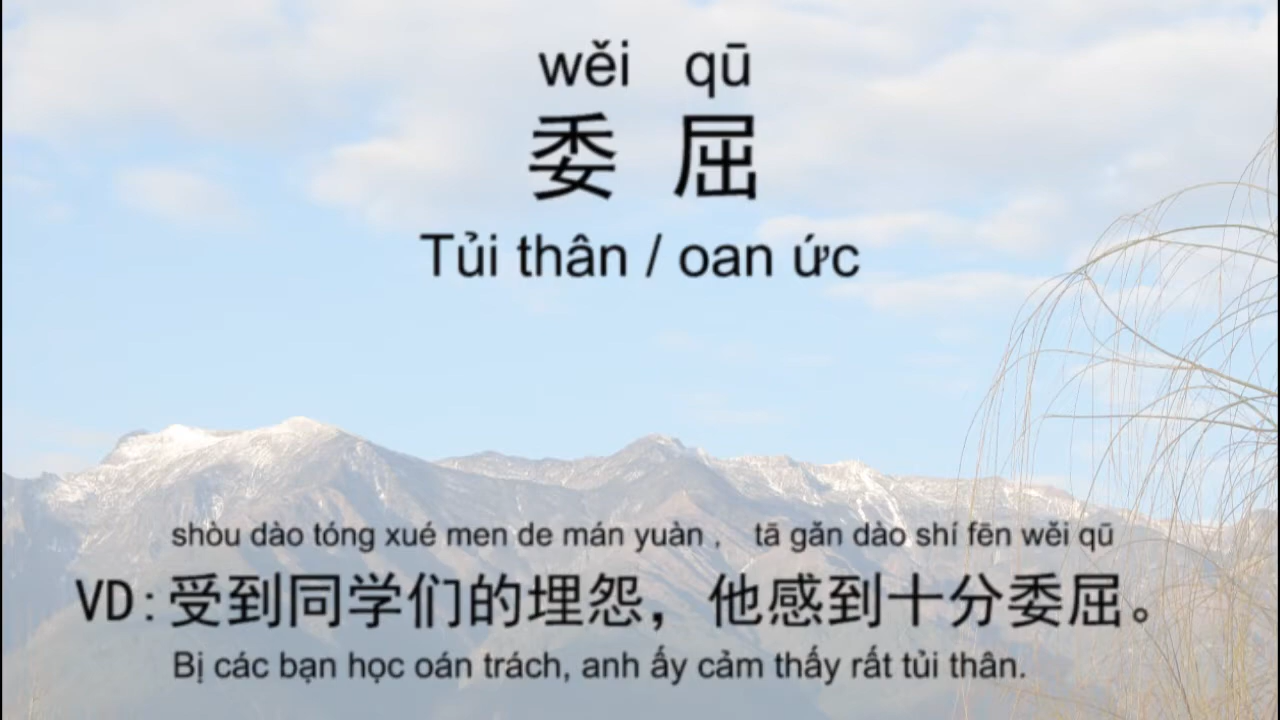 wěi qū
委屈
Tủi thân / oan ức
shòu dào tóng xué men de mán yuàn , tā găn dào shí fēn wěi qū
VD:受到同学们的埋怨，他感到十分委屈。
Bị các bạn học oán trách, anh ấy cảm thấy rất tủi thân.